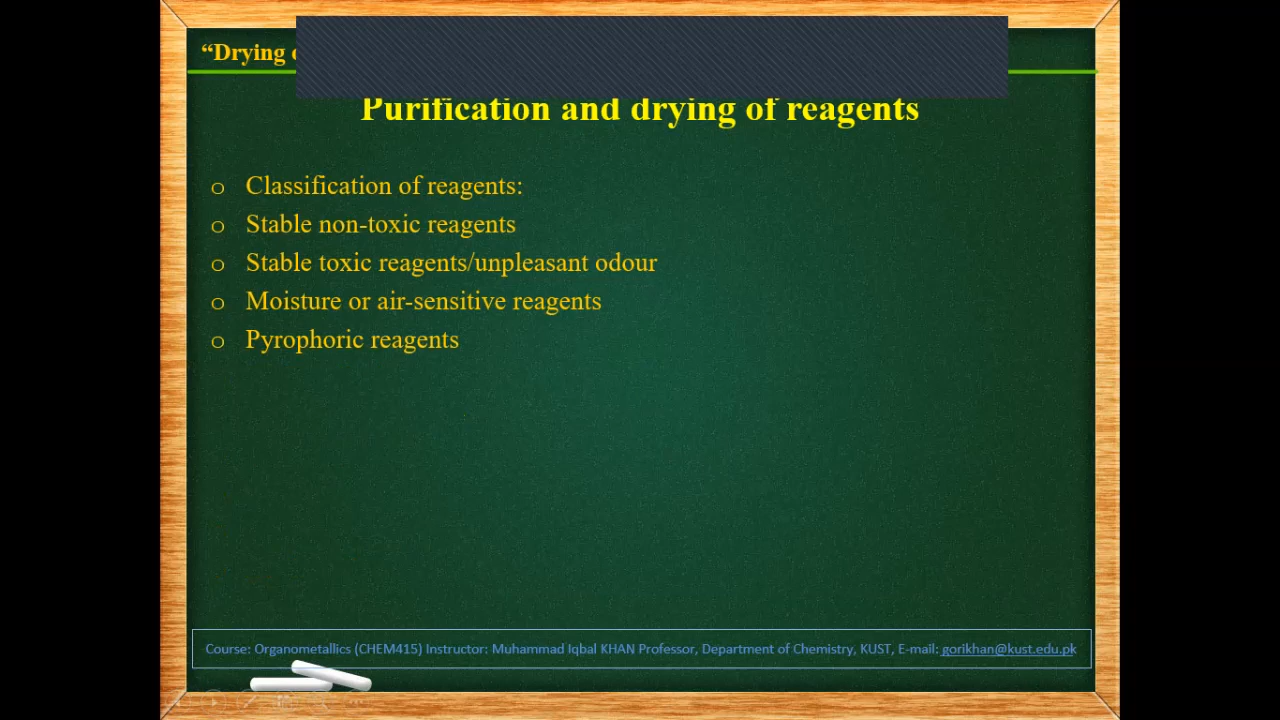 “Drying
Purification and drying of reagents
o Classification of reagents:
o Stable non-toxic reagents
o Stable toxic reagents/unpleasant odour
o Moisture or air-sensitive reagents
o Pyrophoric reagents
Course: Organometallics (CHEM415) Instructor: Muhammad Iqbal KHAN Professor, Department of Chemistry, KUST, E-mail: gorikhan@kust.edu.pk